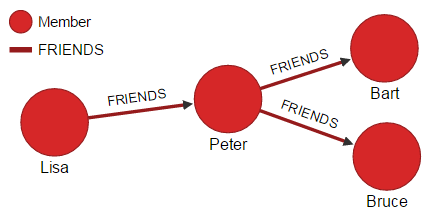 Member
FRIENDS
FRIENDS
Bart
FRIENDS
Peter
FRIENDS
Lisa
Bruce